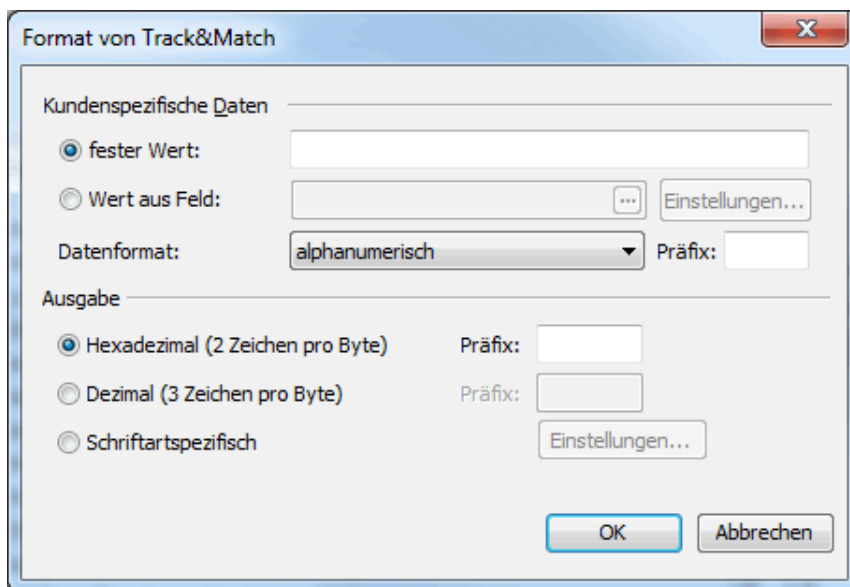 Format von Track&Match
Kundenspezifische Daten
fester Wert:
Wert aus Feld: ... Einstellungen...
Datenformat: alphanumerisch Präfix:
Ausgabe
Hexadezimal (2 Zeichen pro Byte) Präfix:
Dezimal (3 Zeichen pro Byte) Präfix:
Schriftartspezifisch Einstellungen...
OK Abbrechen